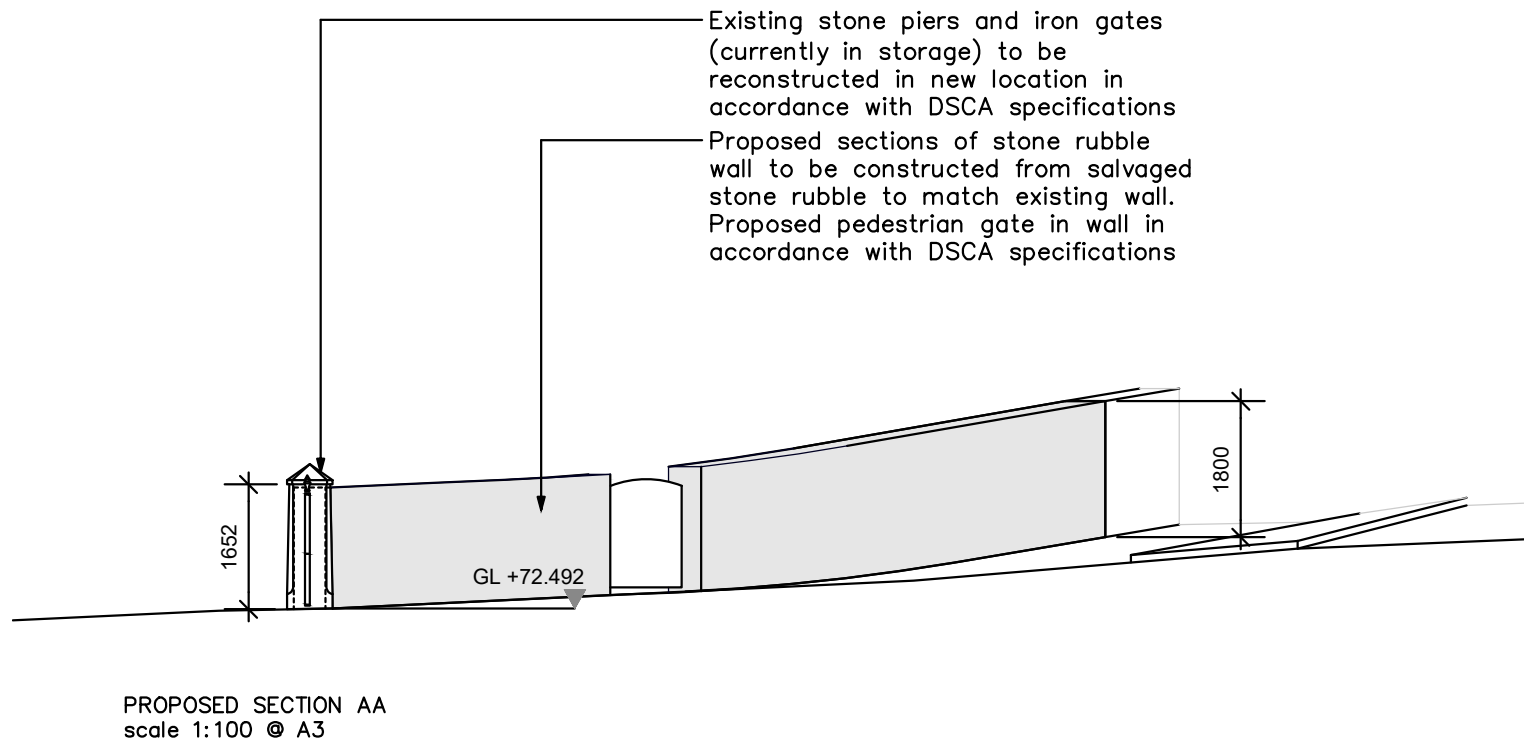 Existing stone piers and iron gates
(currently in storage) to be
reconstructed in new location in
accordance with DSCA specifications
Proposed sections of stone rubble
wall to be constructed from salvaged
stone rubble to match existing wall.
Proposed pedestrian gate in wall in
accordance with DSCA specifications
1800
1652
GL +72.492
PROPOSED SECTION AA
scale 1:100 @ A3